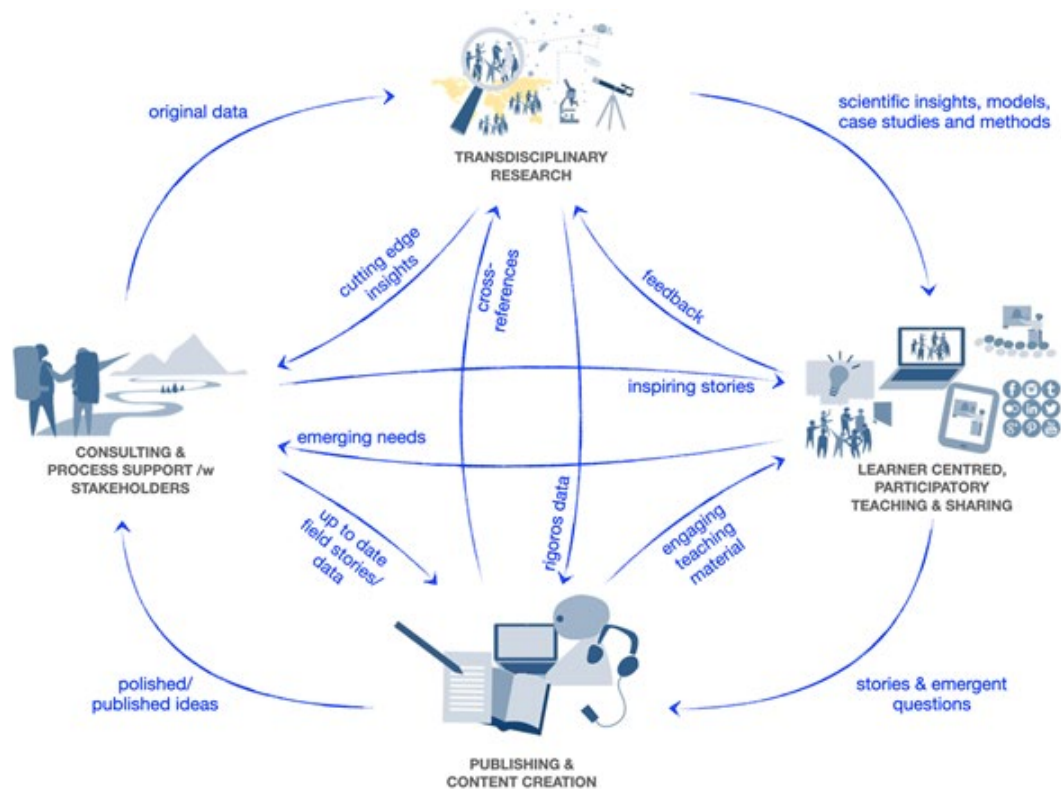 original data
scientific insights, models,
case studies and methods
TRANSDISCIPLINARY
RESEARCH
cutting edge
insights
cross-
references
feedback
inspiring stories
emerging needs
CONSULTING &
PROCESS SUPPORT /w
STAKEHOLDERS
LEARNER CENTRED,
PARTICIPATORY
TEACHING & SHARING
up to date
field stories/
data
rigoros data
engaging
teaching
material
polished/
published ideas
stories & emergent
questions
PUBLISHING &
CONTENT CREATION